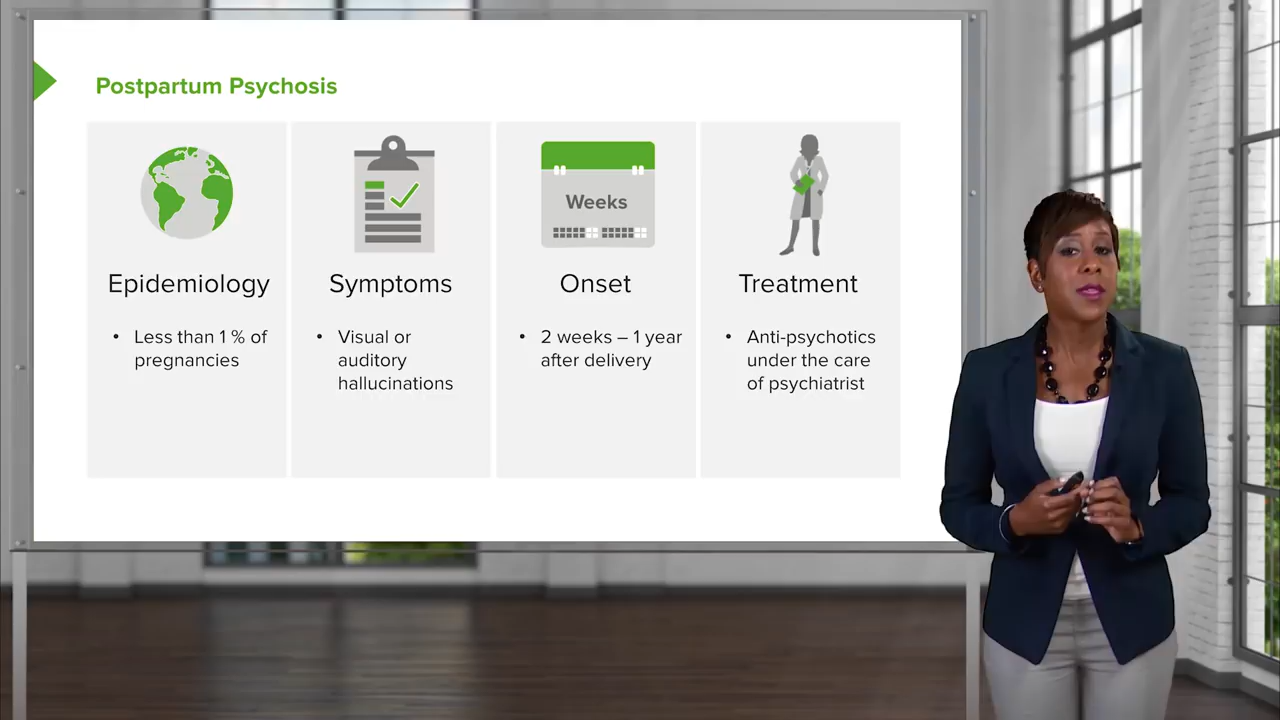 Postpartum Psychosis
Weeks
Epidemiology
Symptoms
Onset
Treatment
• Less than 1 % of
pregnancies
• Visual or
auditory
hallucinations
• 2 weeks – 1 year
after delivery
• Anti-psychotics
under the care
of psychiatrist